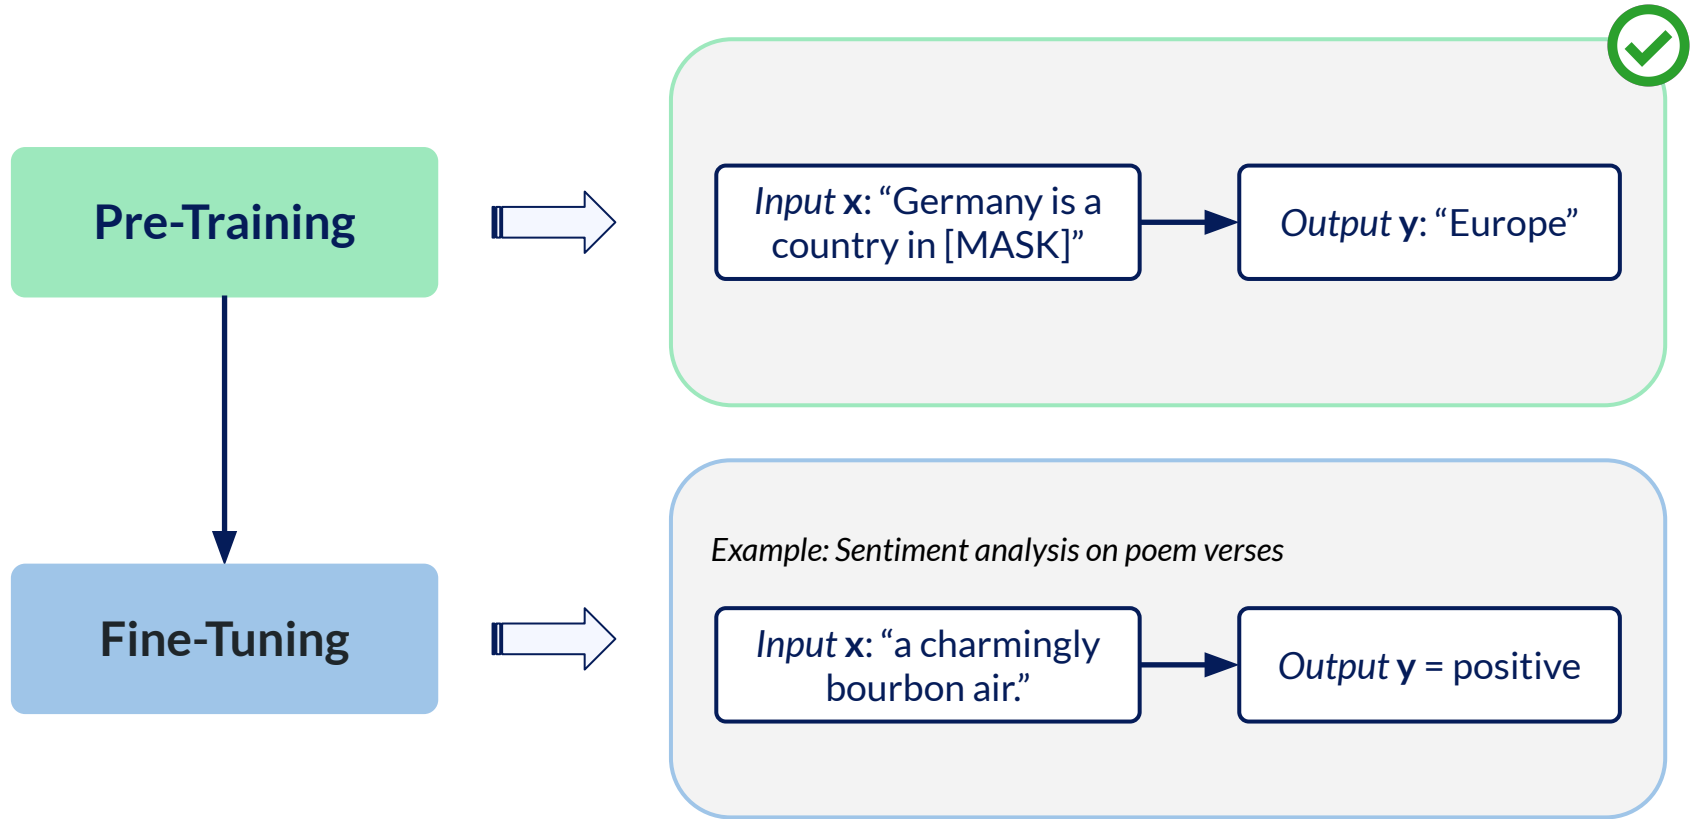 Pre-Training
Input x: “Germany is a
country in [MASK]”
Output y: “Europe”
Fine-Tuning
Example: Sentiment analysis on poem verses
Input x: “a charmingly
bourbon air.”
Output y = positive